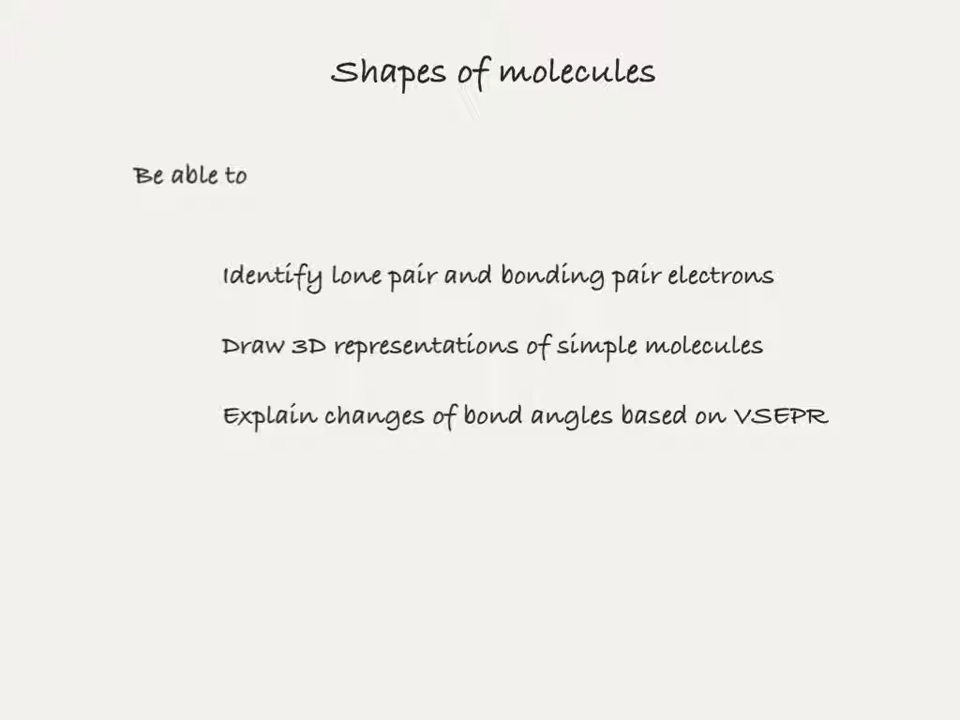 Shapes of molecules
Be able to
Identify lone pair and bonding pair electrons
Draw 3D representations of simple molecules
Explain changes of bond angles based on VSEPR